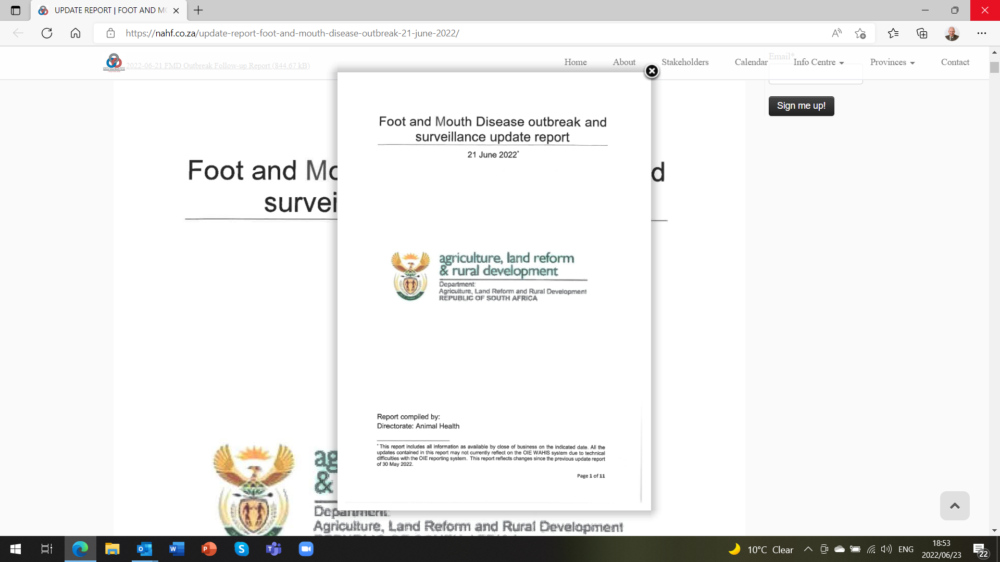 UPDATE REPORT | FOOT AND MO
https://nahf.co.za/update-report-foot-and-mouth-disease-outbreak-21-june-2022/
2022-06-21 FMD Outbreak Follow-up Report (844.67 kB)
Home About Stakeholders Calendar Info Centre Provinces Contact
Email*
Sign me up!
Foot and Mouth Disease outbreak and
surveillance update report
21 June 2022*
Foot and Mo
d
survei
agriculture, land reform
& rural development
Department:
Agriculture, Land Reform and Rural Development
REPUBLIC OF SOUTH AFRICA
Report compiled by:
Directorate: Animal Health
* This report includes all information as available by close of business on the indicated date. All the
updates contained in this report may not currently reflect on the OIE WAHIS system due to technical
difficulties with the OIE reporting system. This report reflects changes since the previous update report
of 30 May 2022.
Page 1 of 11
ag
&
Department:
Agriculture, Land Reform and Rural Development
10°C Clear
ENG
18:53
2022/06/23
22